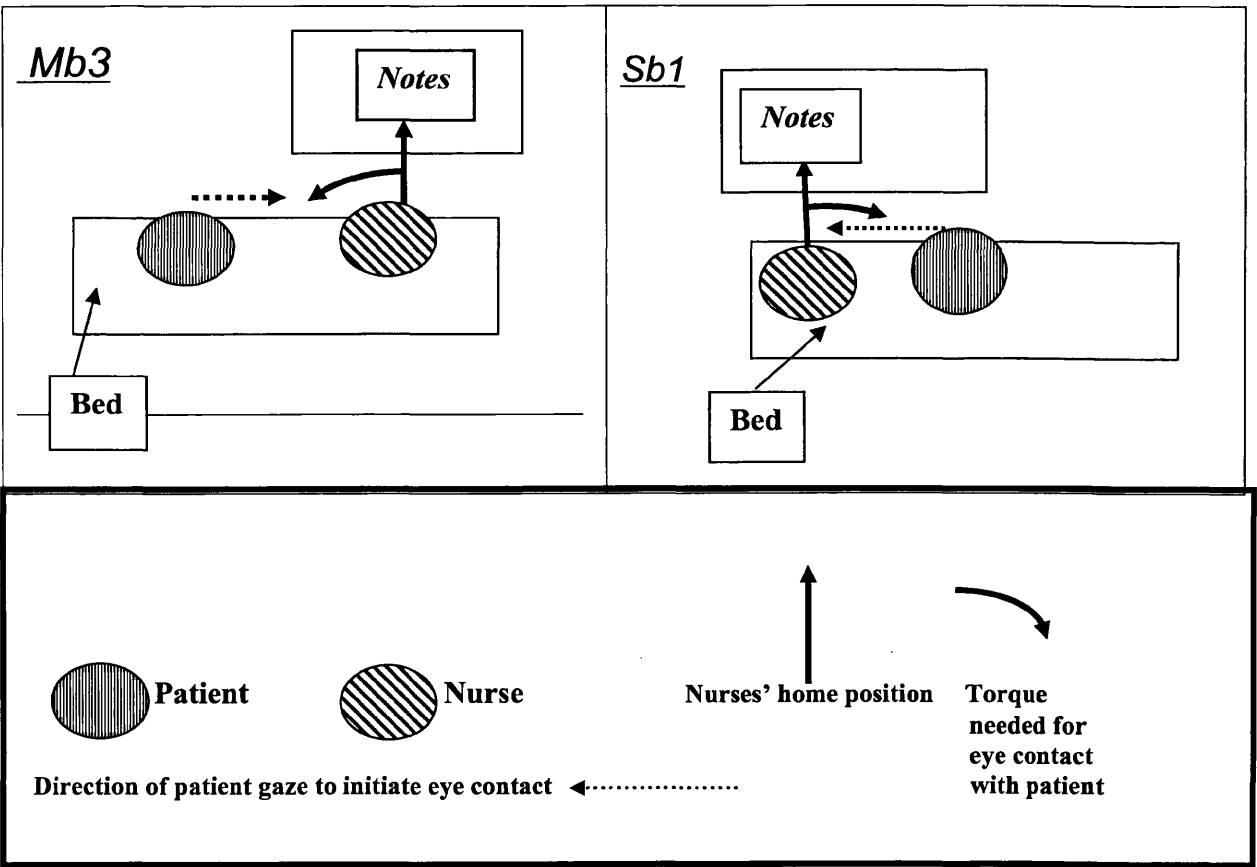 Mb3
Notes
Bed
Sb1
Notes
Bed
Patient
Nurse
Nurses' home position
Torque
needed for
eye contact
with patient
Direction of patient gaze to initiate eye contact